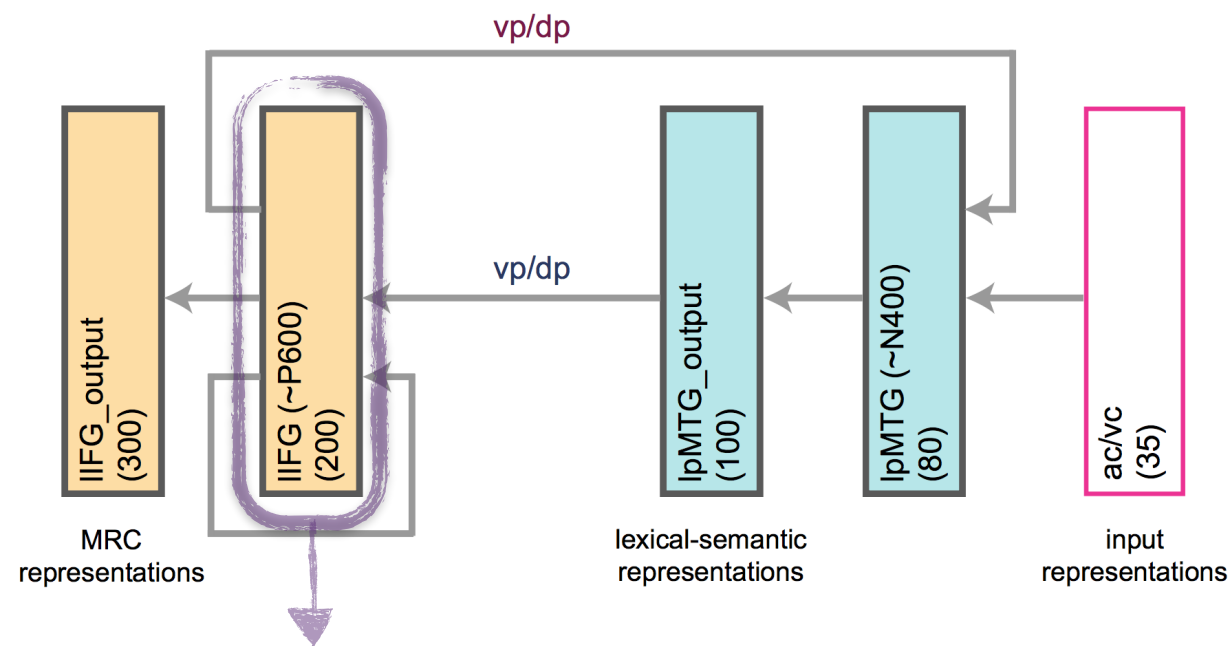 vp/dp
vp/dp
lIFG_output
(300)
lIFG (~P600)
(200)
lpMTG_output
(100)
lpMTG (~N400)
(80)
ac/vc
(35)
MRC
representations
lexical-semantic
representations
input
representations